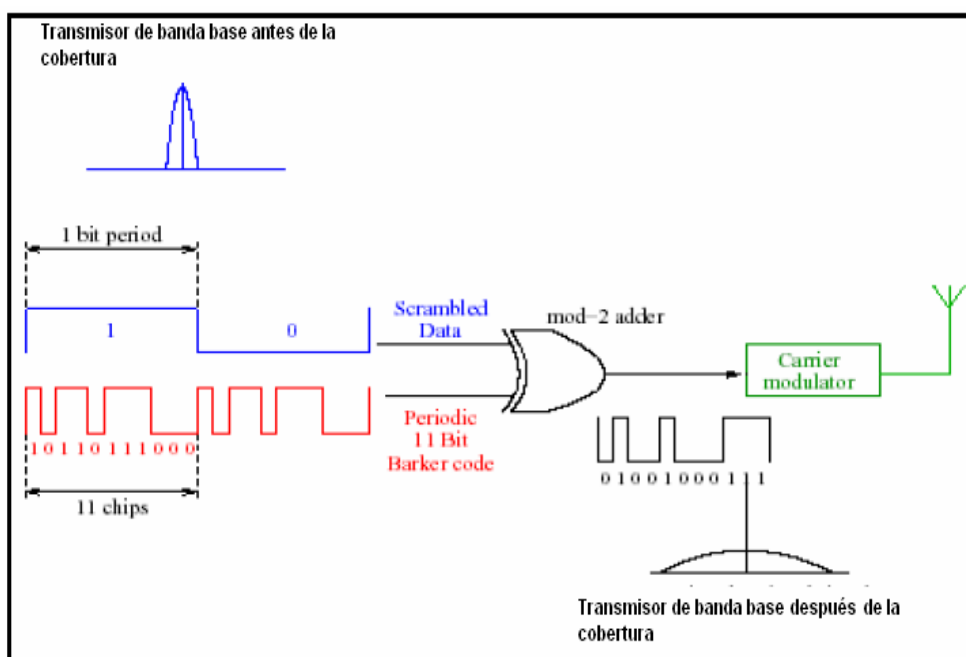 Transmisor de banda base antes de la
cobertura
1 bit period
1
0
Scrambled
Data
mod-2 adder
Carrier
modulator
1 0 1 1 0 1 1 1 0 0 0
Periodic
11 Bit
Barker code
11 chips
0 1 0 0 1 0 0 0 1 1 1
Transmisor de banda base después de la
cobertura